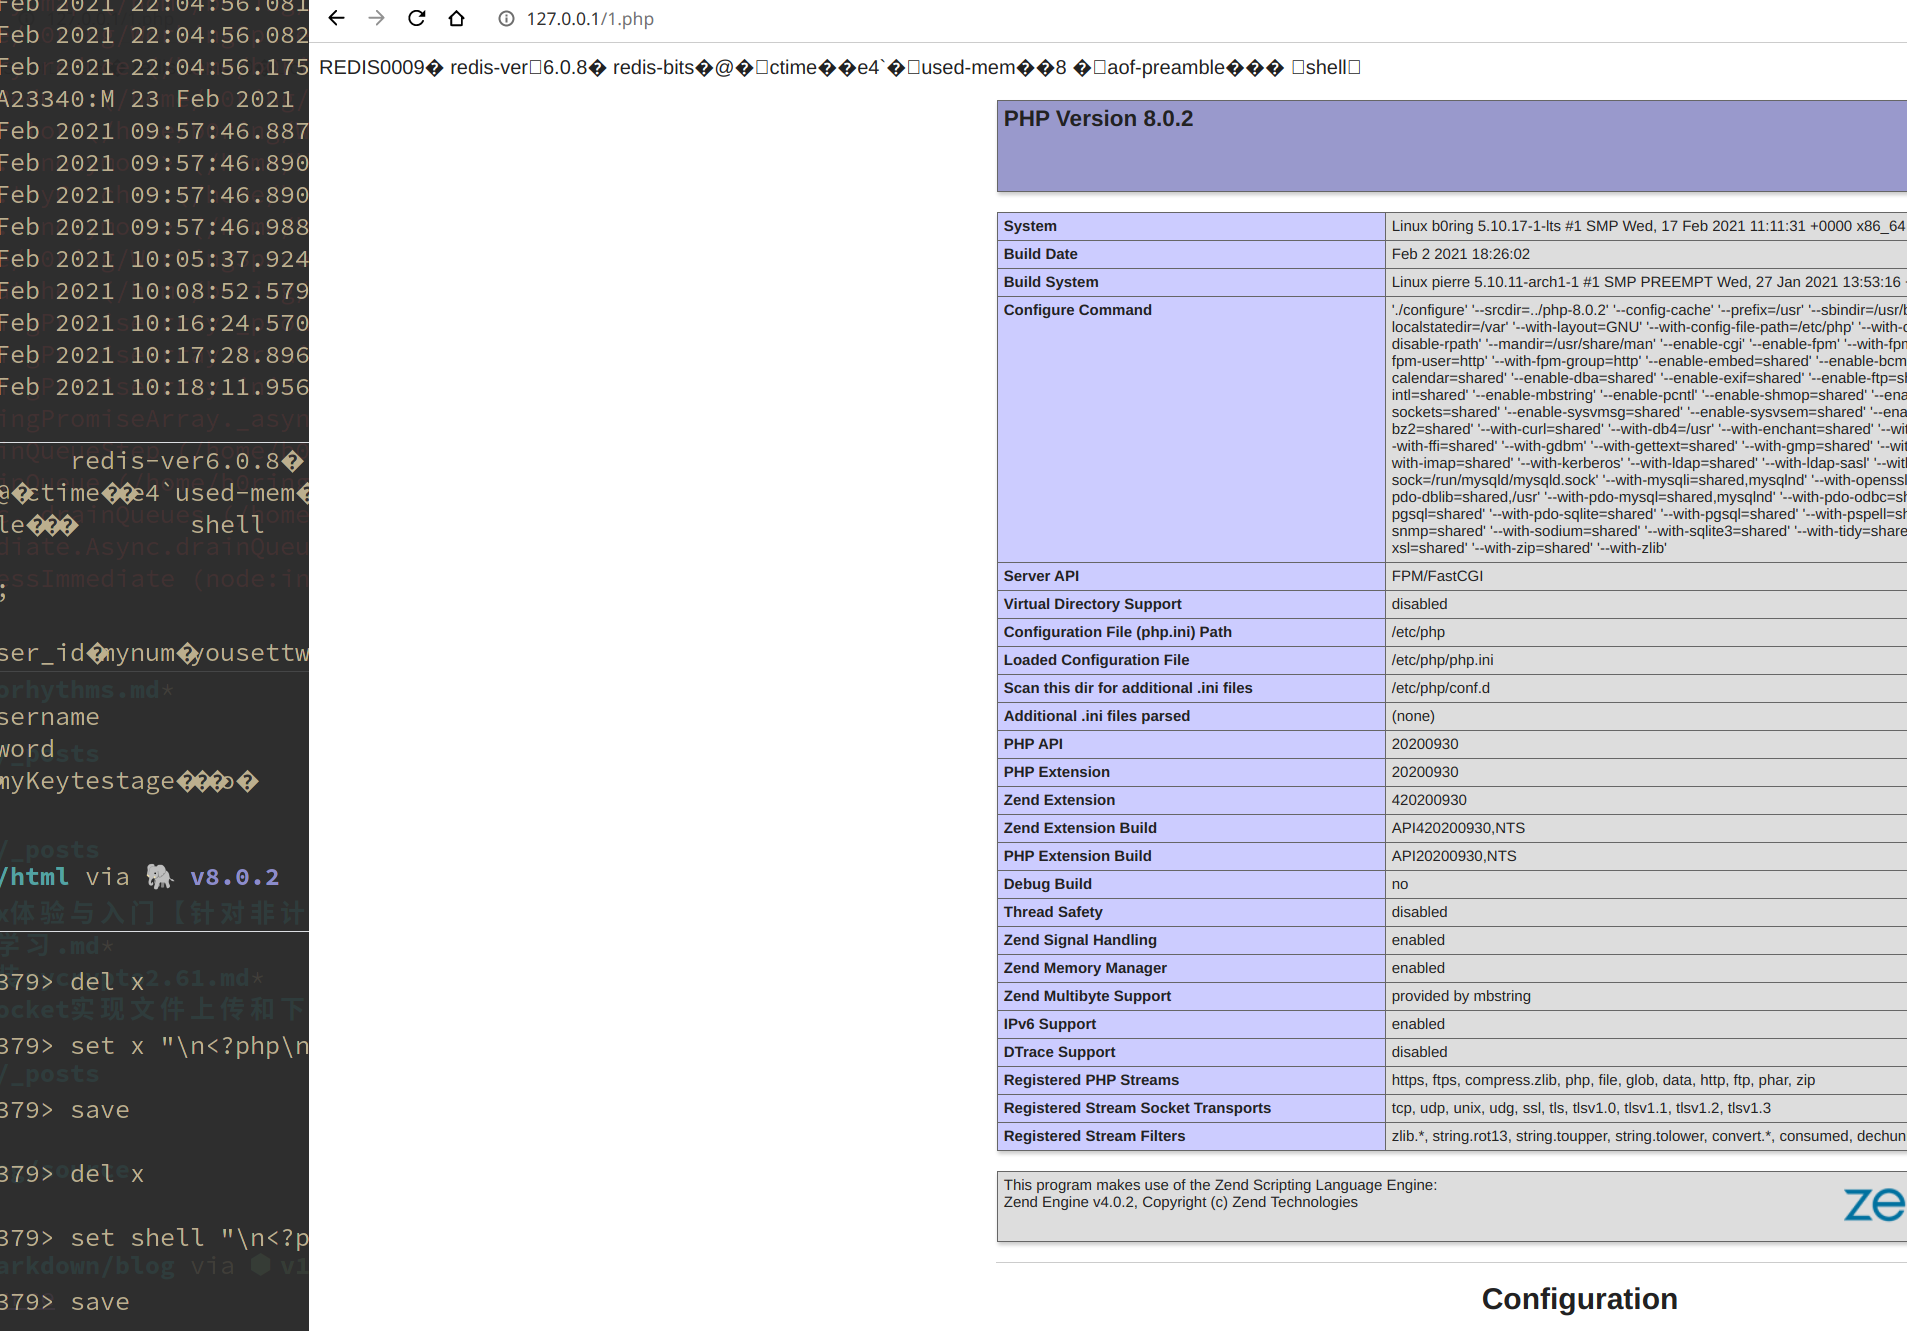 Feb 2021 22:04:56.081
Feb 2021 22:04:56.082
Feb 2021 22:04:56.175
A23340:M 23 Feb 2021
Feb 2021 09:57:46.887
Feb 2021 09:57:46.890
Feb 2021 09:57:46.890
Feb 2021 09:57:46.988
Feb 2021 10:05:37.924
Feb 2021 10:08:52.579
Feb 2021 10:16:24.570
Feb 2021 10:17:28.896
Feb 2021 10:18:11.956
redis-ver6.0.8�
@�ctime��e4`used-mem�
le���� shell
;
ser_id�mynum�yousettw
orhythms.md*
sername
word
_posts
myKeytestage����o�
/_posts
/html via 🐘 v8.0.2
x体验与入门【针对非计
学习.md*
379> del x
ocket实现文件上传和下
379> set x "\n<?php\n
/_posts
379> save
379> del x
379> set shell "\n<?p
arkdown/blog via ⬢ v1
379> save
127.0.0.1/1.php
REDIS0009� redis-ver□6.0.8� redis-bits�@�□ctime��e4`�□used-mem��8 �□aof-preamble��� □shell□
PHP Version 8.0.2
System Linux b0ring 5.10.17-1-lts #1 SMP Wed, 17 Feb 2021 11:11:31 +0000 x86_64
Build Date Feb 2 2021 18:26:02
Build System Linux pierre 5.10.11-arch1-1 #1 SMP PREEMPT Wed, 27 Jan 2021 13:53:16
Configure Command './configure' '--srcdir=../php-8.0.2' '--config-cache' '--prefix=/usr' '--sbindir=/usr/b
localstatedir=/var' '--with-layout=GNU' '--with-config-file-path=/etc/php' '--with-c
disable-rpath' '--mandir=/usr/share/man' '--enable-cgi' '--enable-fpm' '--with-fpm
fpm-user=http' '--with-fpm-group=http' '--enable-embed=shared' '--enable-bcm
calendar=shared' '--enable-dba=shared' '--enable-exif=shared' '--enable-ftp=sh
intl=shared' '--enable-mbstring' '--enable-pcntl' '--enable-shmop=shared' '--ena
sockets=shared' '--enable-sysvmsg=shared' '--enable-sysvsem=shared' '--ena
bz2=shared' '--with-curl=shared' '--with-db4=/usr' '--with-enchant=shared' '--wit
-with-ffi=shared' '--with-gdbm' '--with-gettext=shared' '--with-gmp=shared' '--wit
with-imap=shared' '--with-kerberos' '--with-ldap=shared' '--with-ldap-sasl' '--with
sock=/run/mysqld/mysqld.sock' '--with-mysqli=shared,mysqlnd' '--with-openssl
pdo-dblib=shared,/usr' '--with-pdo-mysql=shared,mysqlnd' '--with-pdo-odbc=sh
pgsql=shared' '--with-pdo-sqlite=shared' '--with-pgsql=shared' '--with-pspell=sh
snmp=shared' '--with-sodium=shared' '--with-sqlite3=shared' '--with-tidy=share
xsl=shared' '--with-zip=shared' '--with-zlib'
Server API FPM/FastCGI
Virtual Directory Support disabled
Configuration File (php.ini) Path /etc/php
Loaded Configuration File /etc/php/php.ini
Scan this dir for additional .ini files /etc/php/conf.d
Additional .ini files parsed (none)
PHP API 20200930
PHP Extension 20200930
Zend Extension 420200930
Zend Extension Build API420200930,NTS
PHP Extension Build API20200930,NTS
Debug Build no
Thread Safety disabled
Zend Signal Handling enabled
Zend Memory Manager enabled
Zend Multibyte Support provided by mbstring
IPv6 Support enabled
DTrace Support disabled
Registered PHP Streams https, ftps, compress.zlib, php, file, glob, data, http, ftp, phar, zip
Registered Stream Socket Transports tcp, udp, unix, udg, ssl, tls, tlsv1.0, tlsv1.1, tlsv1.2, tlsv1.3
Registered Stream Filters zlib.*, string.rot13, string.toupper, string.tolower, convert.*, consumed, dechun
This program makes use of the Zend Scripting Language Engine:
Zend Engine v4.0.2, Copyright (c) Zend Technologies
ze
Configuration